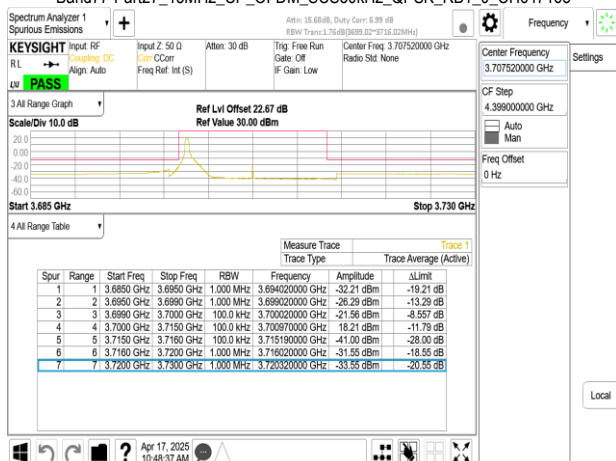 Spectrum Analyzer 1
Spurious Emissions
Attn: 15.68dB, Duty Corr: 6.99 dB
RBW Trans:1.76dB(3699.02~3716.02MHz)
Frequency
KEYSIGHT
Input: RF
Coupling: DC
Align: Auto
Input Z: 50 Ω
Corr CCorr
Freq Ref: Int (S)
Atten: 30 dB
Trig: Free Run
Gate: Off
IF Gain: Low
Center Freq: 3.707520000 GHz
Radio Std: None
RL
LXI PASS
Center Frequency
3.707520000 GHz
Settings
CF Step
4.399000000 GHz
Auto
Man
Freq Offset
0 Hz
3 All Range Graph
Ref Lvl Offset 22.67 dB
Scale/Div 10.0 dB
Ref Value 30.00 dBm
20.0
0.00
-20.0
-40.0
-60.0
Start 3.685 GHz
Stop 3.730 GHz
4 All Range Table
Measure Trace Trace 1
Trace Type Trace Average (Active)
Spur Range Start Freq Stop Freq RBW Frequency Amplitude ΔLimit
1 1 3.6850 GHz 3.6950 GHz 1.000 MHz 3.694020000 GHz -32.21 dBm -19.21 dB
2 2 3.6950 GHz 3.6990 GHz 1.000 MHz 3.699020000 GHz -26.29 dBm -13.29 dB
3 3 3.6990 GHz 3.7000 GHz 100.0 kHz 3.700020000 GHz -21.56 dBm -8.557 dB
4 4 3.7000 GHz 3.7150 GHz 100.0 kHz 3.700970000 GHz 18.21 dBm -11.79 dB
5 5 3.7150 GHz 3.7160 GHz 100.0 kHz 3.715190000 GHz -41.00 dBm -28.00 dB
6 6 3.7160 GHz 3.7200 GHz 1.000 MHz 3.716020000 GHz -31.55 dBm -18.55 dB
7 7 3.7200 GHz 3.7300 GHz 1.000 MHz 3.720320000 GHz -33.55 dBm -20.55 dB
Local
Apr 17, 2025
10:48:37 AM